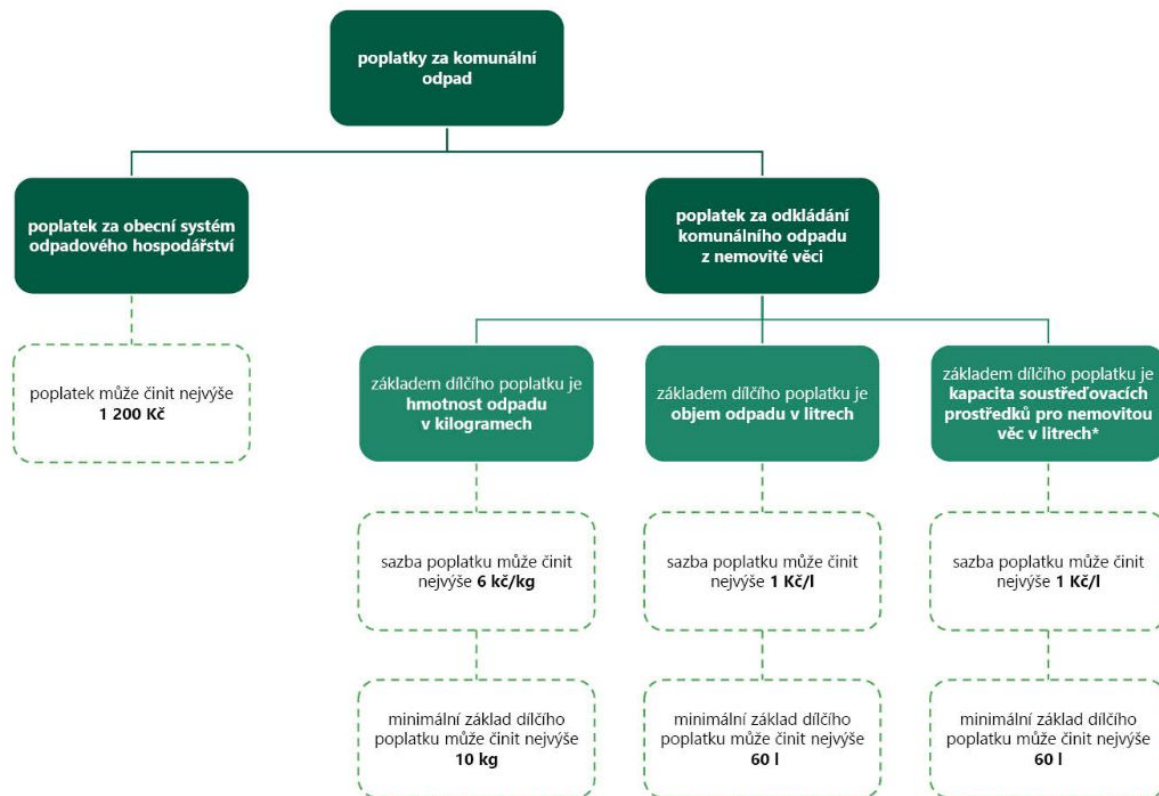 poplatky za komunální
odpad
poplatek za obecní systém
odpadového hospodářství
poplatek může činit nejvýše
1 200 Kč
poplatek za odkládání
komunálního odpadu
z nemovité věci
základem dílčího poplatku je
hmotnost odpadu
v kilogramech
sazba poplatku může činit
nejvýše 6 kč/kg
minimální základ dílčího
poplatku může činit nejvýše
10 kg
základem dílčího poplatku je
objem odpadu v litrech
sazba poplatku může činit
nejvýše 1 Kč/l
minimální základ dílčího
poplatku může činit nejvýše
60 l
základem dílčího poplatku je
kapacita soustřeďovacích
prostředků pro nemovitou
věc v litrech*
sazba poplatku může činit
nejvýše 1 Kč/l
minimální základ dílčího
poplatku může činit nejvýše
60 l